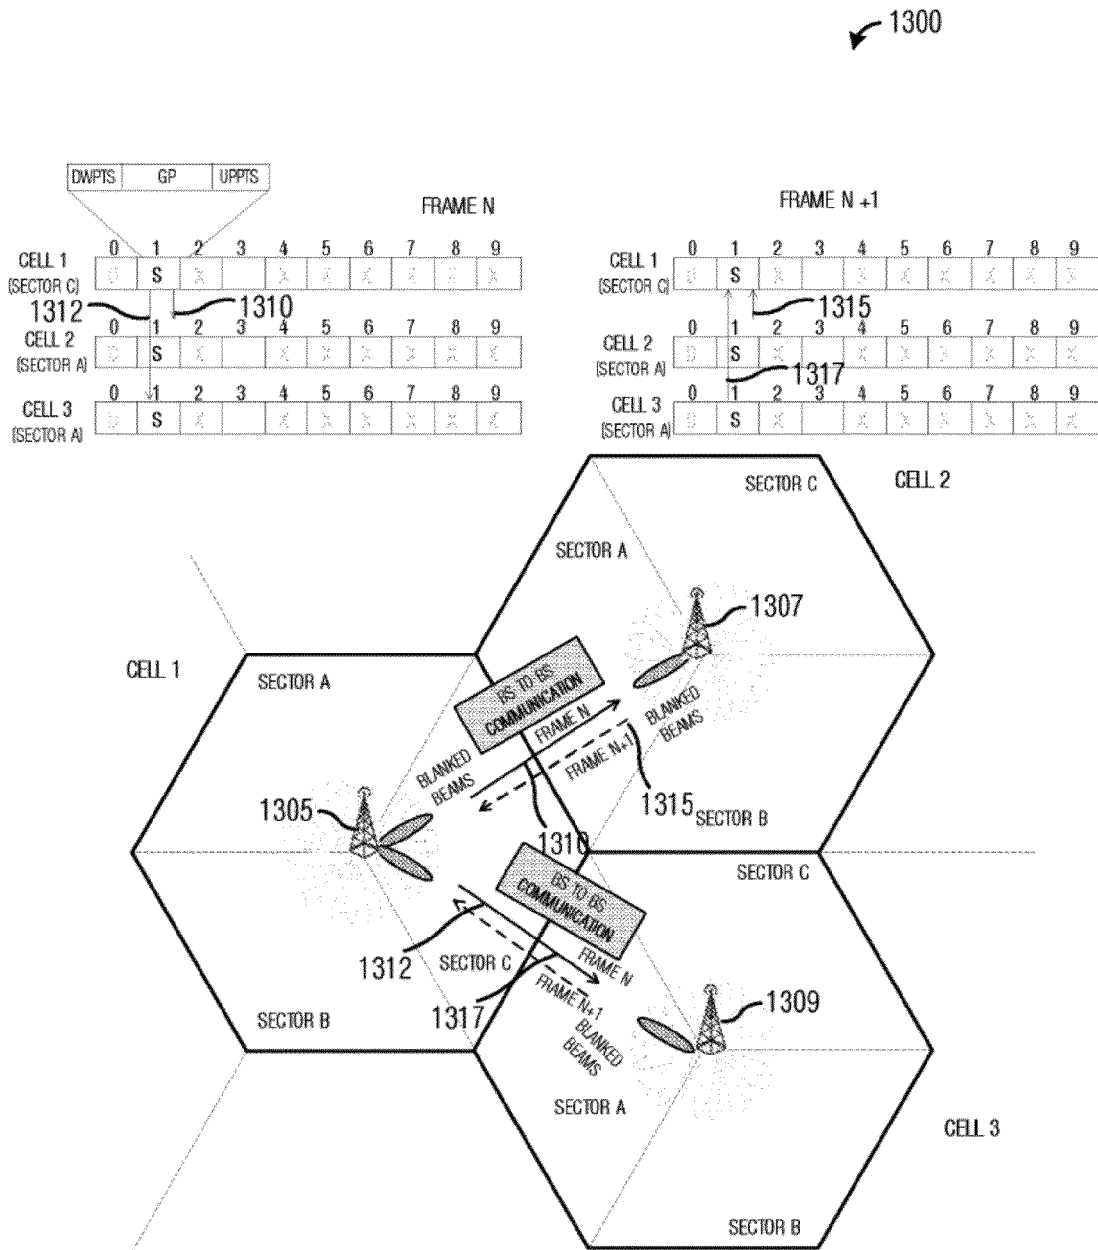 1300
DWPTS GP UPPTS
FRAME N
FRAME N +1
0 1 2 3 4 5 6 7 8 9
CELL 1
(SECTOR C)
D S X X X X X X X
1312
1310
0 1 2 3 4 5 6 7 8 9
CELL 2
(SECTOR A)
D S X X X X X X X
0 1 2 3 4 5 6 7 8 9
CELL 3
(SECTOR A)
D S X X X X X X X
0 1 2 3 4 5 6 7 8 9
CELL 1
(SECTOR C)
D S X X X X X X X
1315
0 1 2 3 4 5 6 7 8 9
CELL 2
(SECTOR A)
D S X X X X X X X
1317
0 1 2 3 4 5 6 7 8 9
CELL 3
(SECTOR A)
D S X X X X X X X
SECTOR C
CELL 2
SECTOR A
1307
CELL 1
SECTOR A
BS TO BS
COMMUNICATION
FRAME N
FRAME N+1
BLANKED
BEAMS
BLANKED
BEAMS
1305
1315
SECTOR B
1310
SECTOR C
BS TO BS
COMMUNICATION
1312
SECTOR C
FRAME N
FRAME N+1
1317
BLANKED
BEAMS
1309
SECTOR B
SECTOR A
CELL 3
SECTOR B